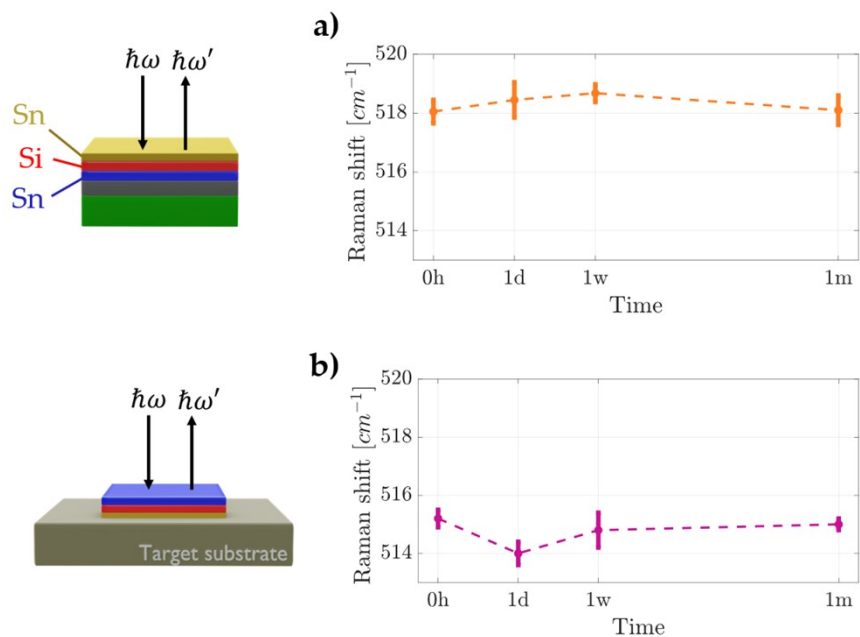 a)
ħω ħω′
Sn
Si
Sn
Raman shift [cm⁻¹]
520
518
516
514
0h 1d 1w 1m
Time
b)
ħω ħω′
Target substrate
Raman shift [cm⁻¹]
520
518
515
514
0h 1d 1w 1m
Time